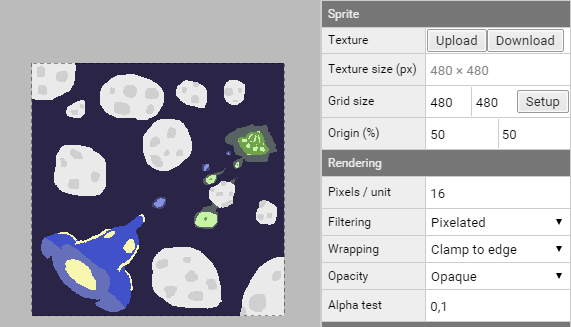 Sprite
Texture Upload Download
Texture size (px) 480 × 480
Grid size 480 480 Setup
Origin (%) 50 50
Rendering
Pixels / unit 16
Filtering Pixelated
Wrapping Clamp to edge
Opacity Opaque
Alpha test 0,1